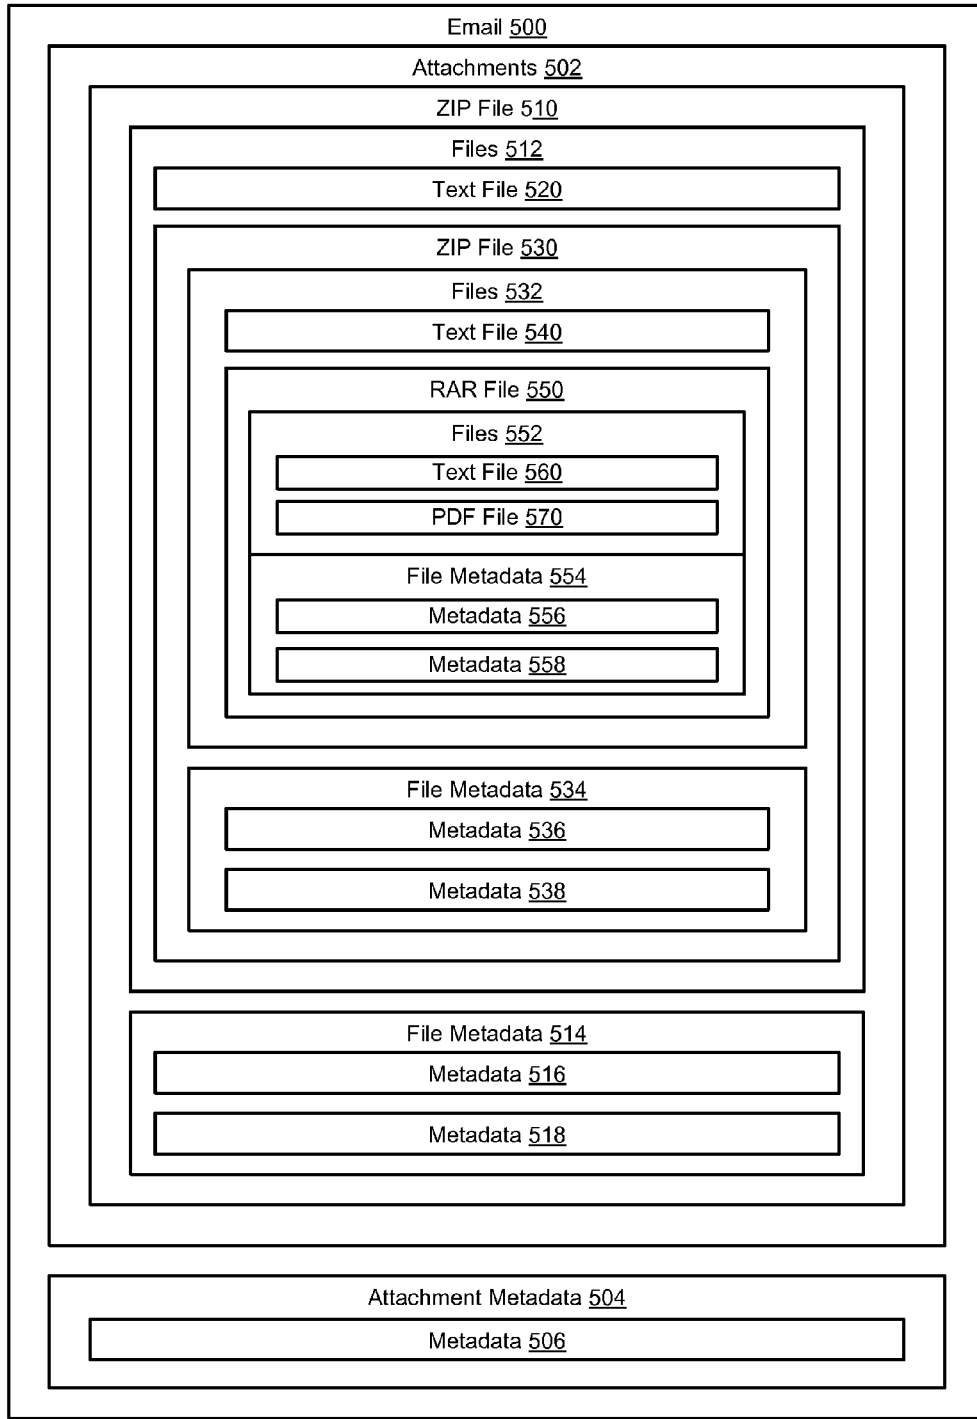 Email 500
Attachments 502
ZIP File 510
Files 512
Text File 520
ZIP File 530
Files 532
Text File 540
RAR File 550
Files 552
Text File 560
PDF File 570
File Metadata 554
Metadata 556
Metadata 558
File Metadata 534
Metadata 536
Metadata 538
File Metadata 514
Metadata 516
Metadata 518
Attachment Metadata 504
Metadata 506